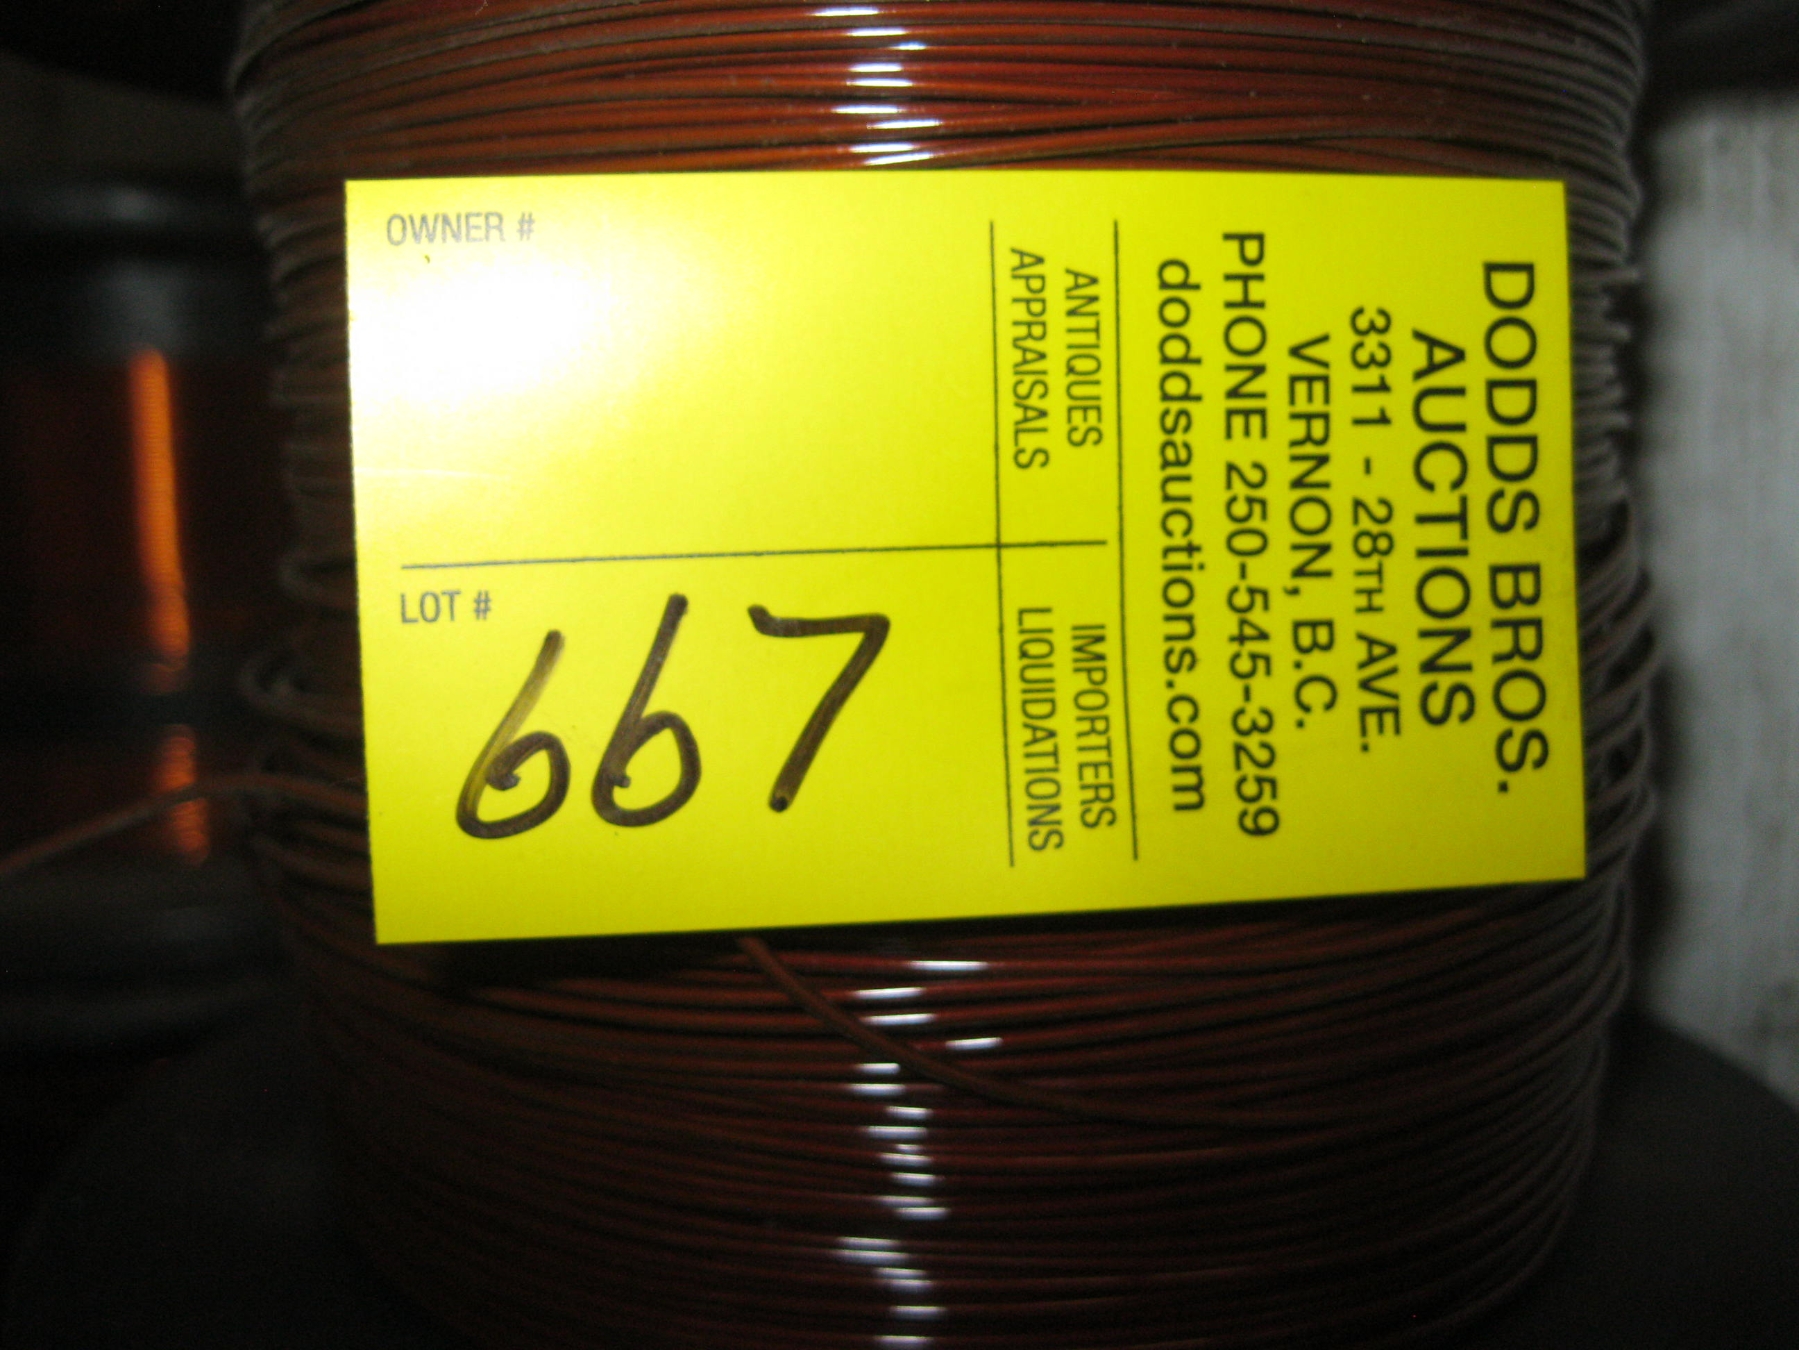 DODDS BROS.
AUCTIONS
3311 - 28TH AVE.
VERNON, B.C.
PHONE 250-545-3259
doddsauctions.com
ANTIQUES
APPRAISALS
IMPORTERS
LIQUIDATIONS
OWNER #
LOT #
667